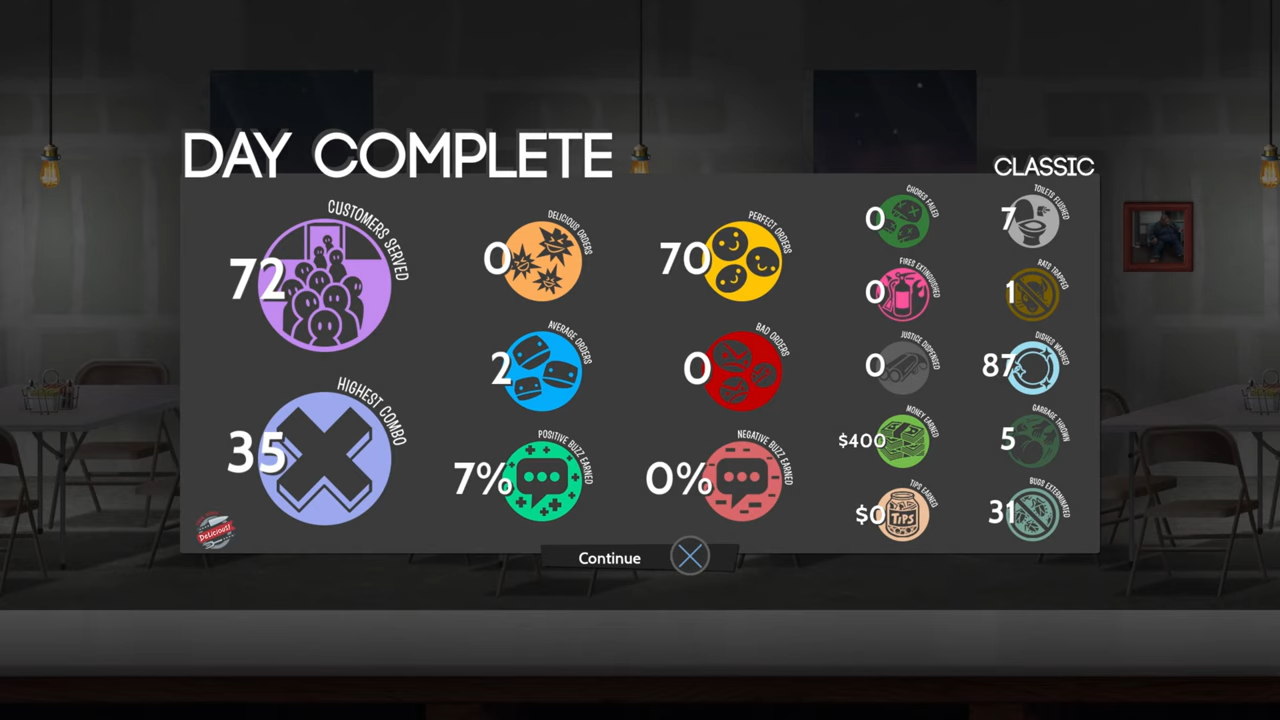 DAY COMPLETE
CLASSIC
CUSTOMERS SERVED
72
HIGHEST COMBO
35
DELICIOUS ORDERS
0
PERFECT ORDERS
70
AVERAGE ORDERS
2
BAD ORDERS
0
POSITIVE BUZZ EARNED
7%
NEGATIVE BUZZ EARNED
0%
CHORES FAILED
0
TOILETS FLUSHED
7
FIRES EXTINGUISHED
0
RATS TRAPPED
1
JUSTICE DISPENSED
0
DISHES WASHED
87
MONEY EARNED
$400
GARBAGE THROWN
5
TIPS EARNED
$0
TIPS
BUGS EXTERMINATED
31
Delicious!
Continue